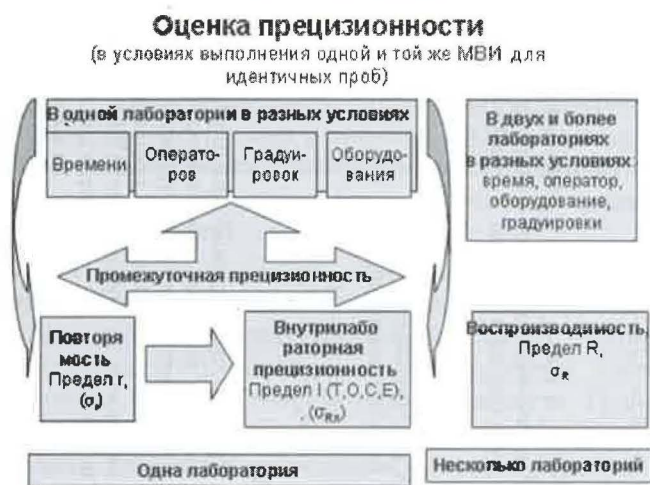 Оценка прецизионности
(в условиях выполнения одной и той же МВИ для
идентичных проб)
В одной лаборатории в разных условиях
Времени
Операто-
ров
Градуи-
ровок
Оборудо-
вания
В двух и более
лабораториях
в разных условиях:
время, оператор,
оборудование,
градуировки
Промежуточная прецизионность
Повторя
мость
Предел r,
(σᵣ)
Внутрилабо
раторная
прецизионность
Предел I (T,O,C,E),
, (σRл)
Воспроизводимость,
Предел R,
σR
Одна лаборатория
Несколько лабораторий